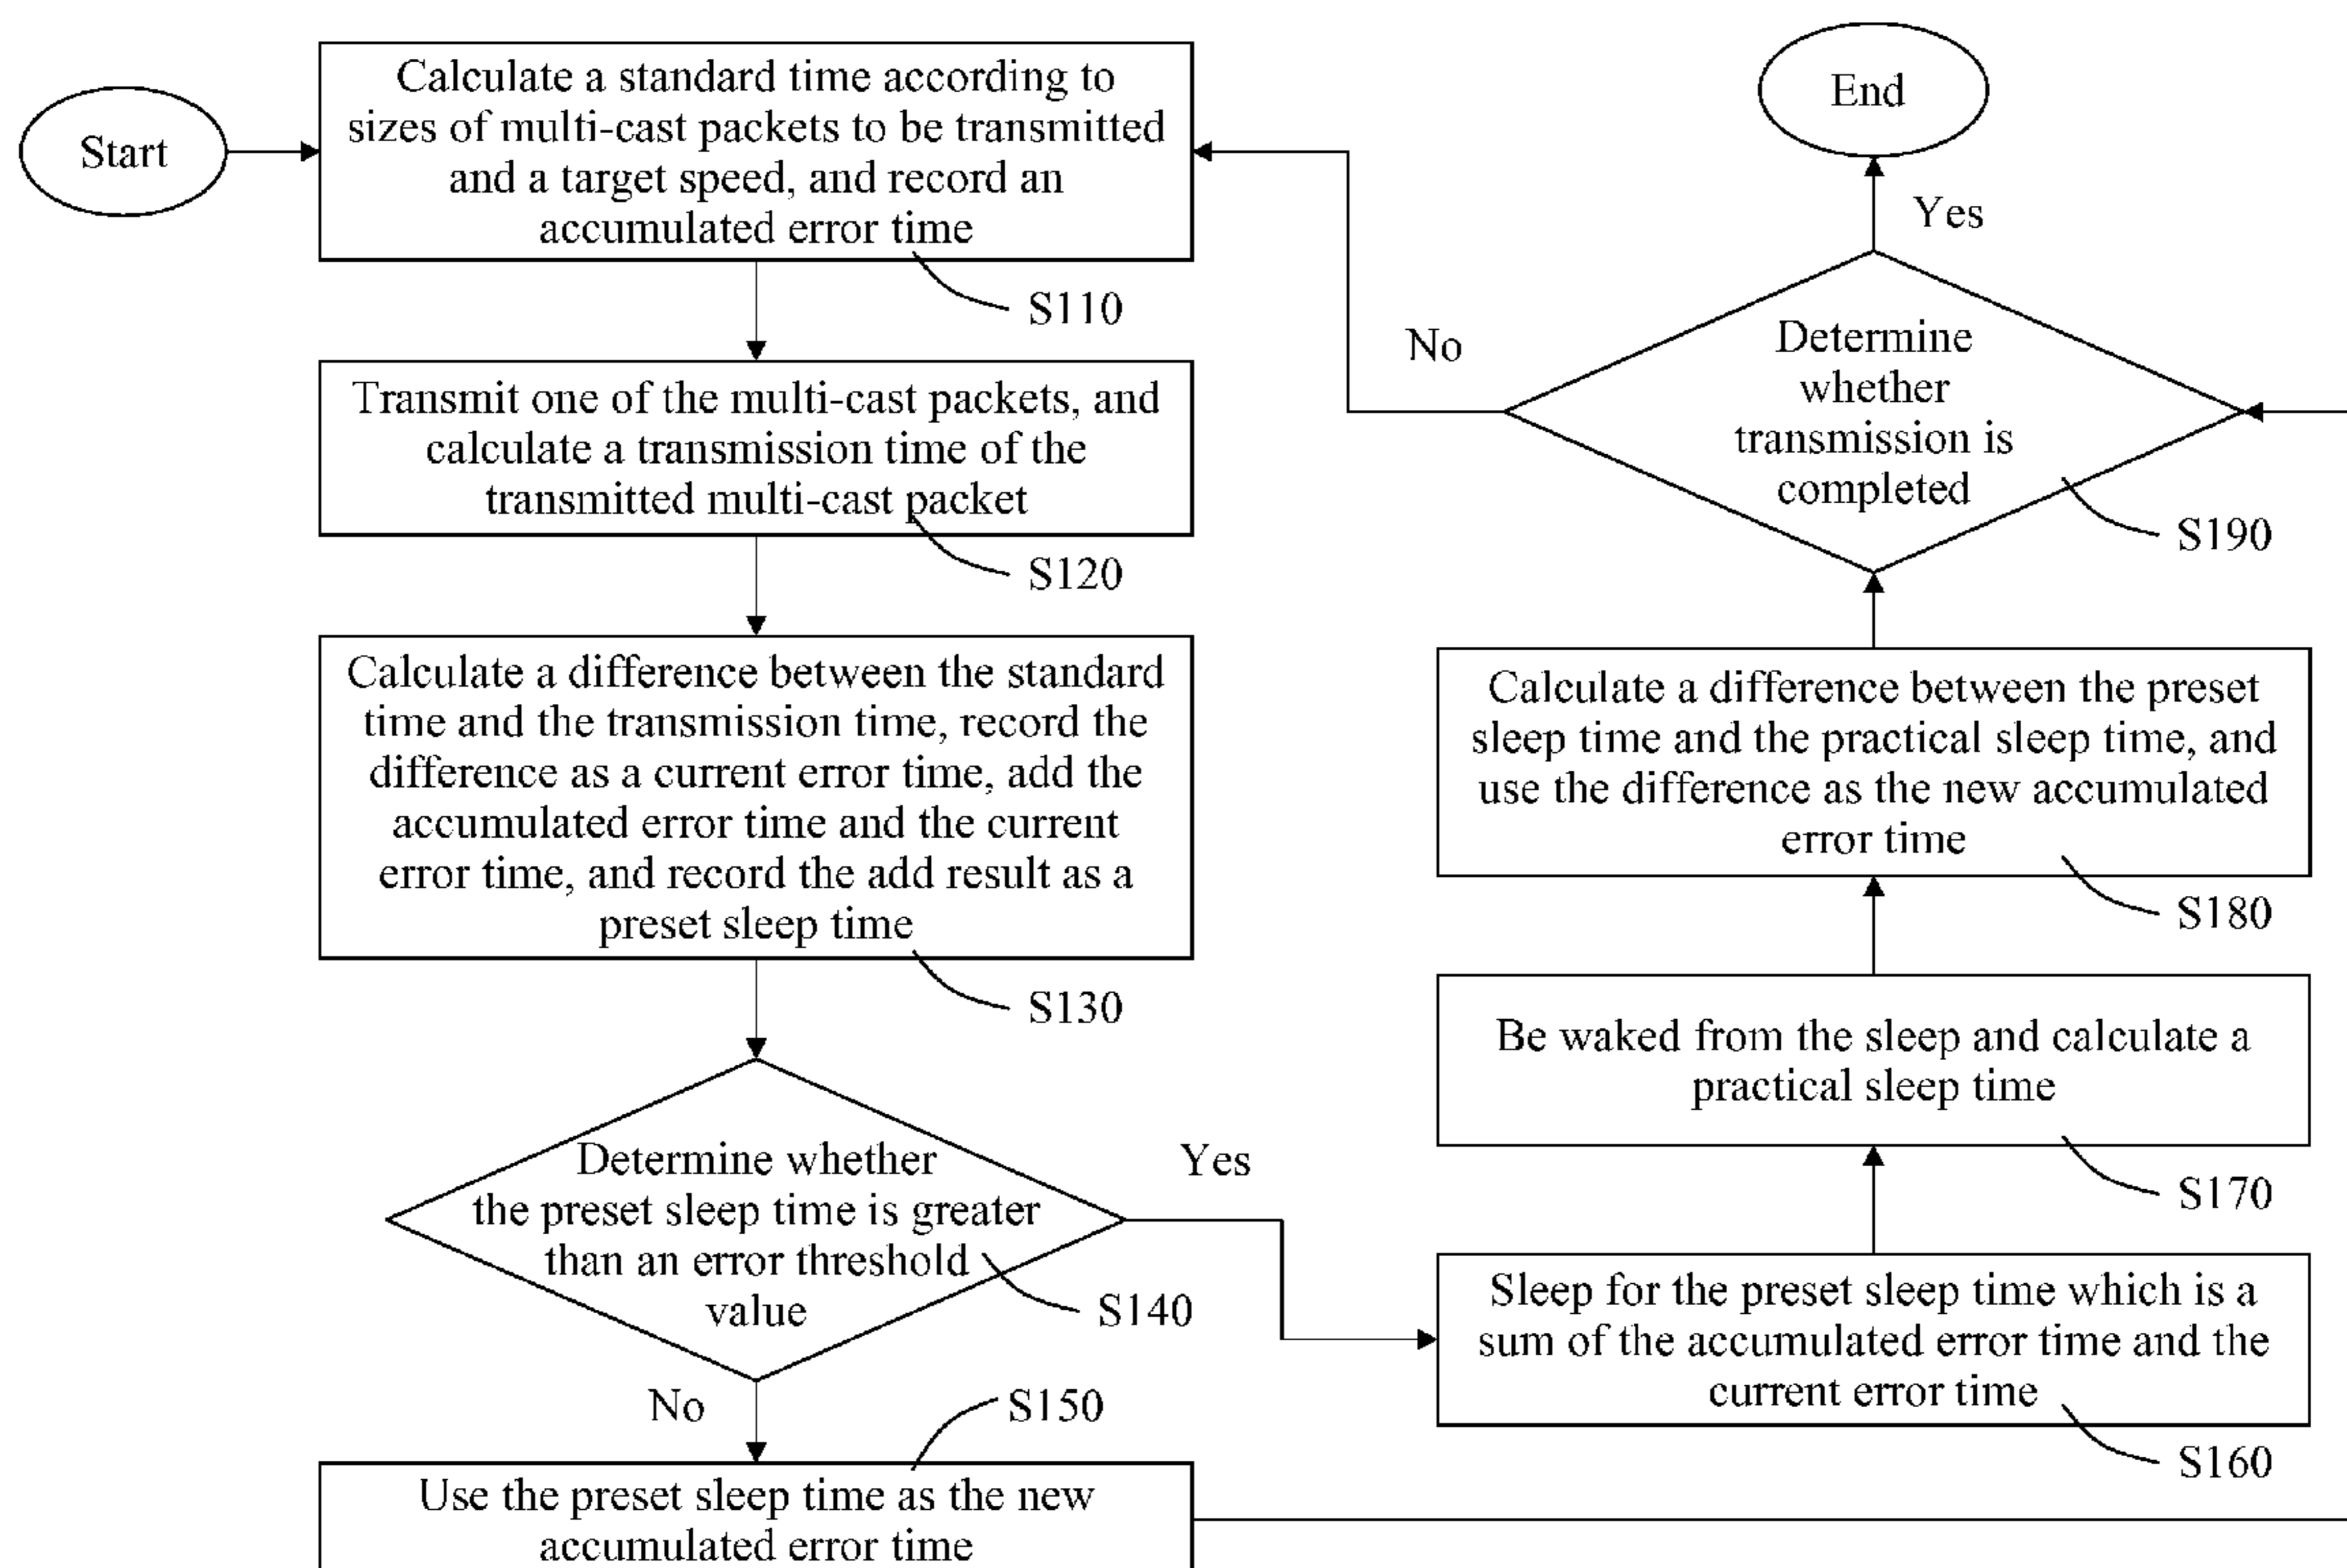 Start
Calculate a standard time according to
sizes of multi-cast packets to be transmitted
and a target speed, and record an
accumulated error time
S110
Transmit one of the multi-cast packets, and
calculate a transmission time of the
transmitted multi-cast packet
S120
Calculate a difference between the standard
time and the transmission time, record the
difference as a current error time, add the
accumulated error time and the current
error time, and record the add result as a
preset sleep time
S130
Determine whether
the preset sleep time is greater
than an error threshold
value
S140
Yes
No
S150
Use the preset sleep time as the new
accumulated error time
Sleep for the preset sleep time which is a
sum of the accumulated error time and the
current error time
S160
Be waked from the sleep and calculate a
practical sleep time
S170
Calculate a difference between the preset
sleep time and the practical sleep time, and
use the difference as the new accumulated
error time
S180
Determine
whether
transmission is
completed
S190
No
Yes
End